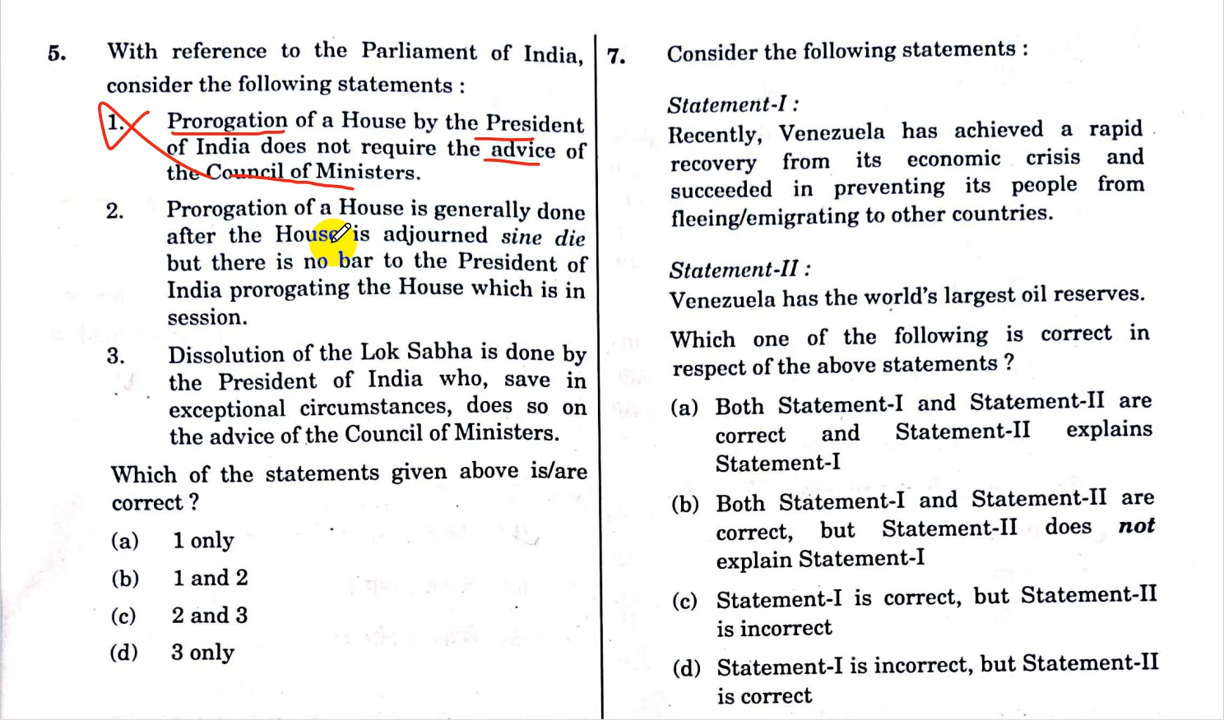 5. With reference to the Parliament of India,
consider the following statements :
1. Prorogation of a House by the President
of India does not require the advice of
the Council of Ministers.
2. Prorogation of a House is generally done
after the House is adjourned sine die
but there is no bar to the President of
India prorogating the House which is in
session.
3. Dissolution of the Lok Sabha is done by
the President of India who, save in
exceptional circumstances, does so on
the advice of the Council of Ministers.
Which of the statements given above is/are
correct ?
(a) 1 only
(b) 1 and 2
(c) 2 and 3
(d) 3 only
7. Consider the following statements :
Statement-I :
Recently, Venezuela has achieved a rapid
recovery from its economic crisis and
succeeded in preventing its people from
fleeing/emigrating to other countries.
Statement-II :
Venezuela has the world's largest oil reserves.
Which one of the following is correct in
respect of the above statements ?
(a) Both Statement-I and Statement-II are
correct and Statement-II explains
Statement-I
(b) Both Statement-I and Statement-II are
correct, but Statement-II does not
explain Statement-I
(c) Statement-I is correct, but Statement-II
is incorrect
(d) Statement-I is incorrect, but Statement-II
is correct